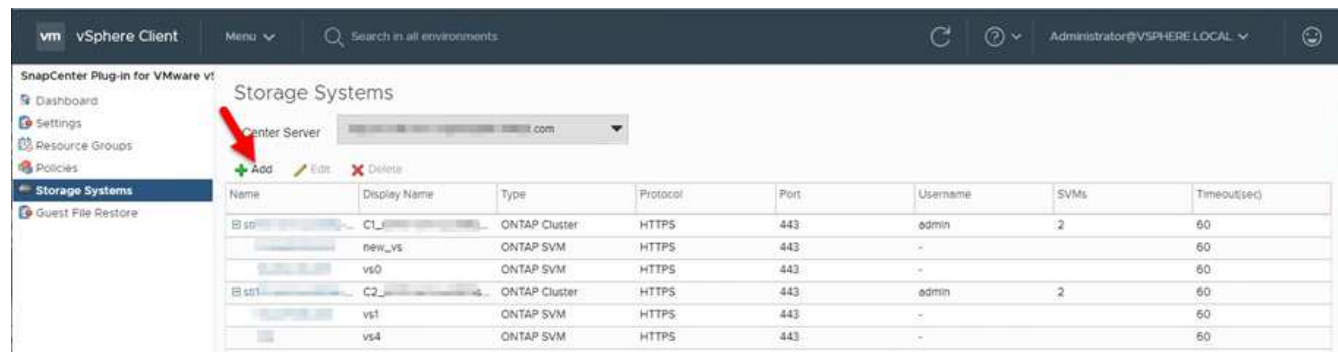 vm vSphere Client Menu Search in all environments Administrator@VSPHERE.LOCAL
SnapCenter Plug-in for VMware vS
Dashboard
Settings
Resource Groups
Policies
Storage Systems
Guest File Restore
Storage Systems
Center Server com
Add Edit Delete
Name Display Name Type Protocol Port Username SVMs Timeout(sec)
C1_ ONTAP Cluster HTTPS 443 admin 2 60
new_vs ONTAP SVM HTTPS 443 - 60
vs0 ONTAP SVM HTTPS 443 - 60
C2_ ONTAP Cluster HTTPS 443 admin 2 60
vs1 ONTAP SVM HTTPS 443 - 60
vs4 ONTAP SVM HTTPS 443 - 60